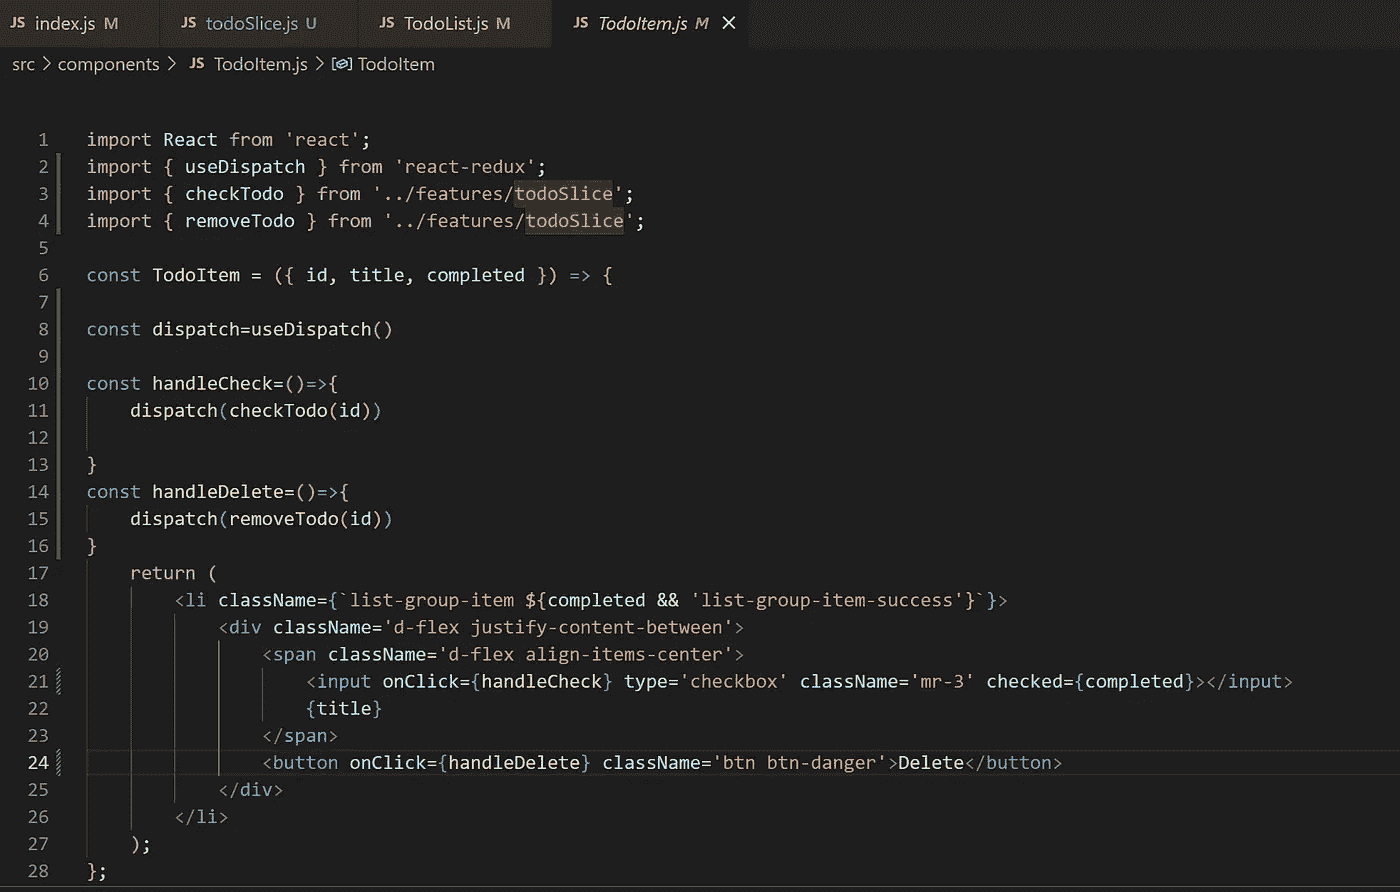 JS index.js M JS todoSlice.js U JS TodoList.js M JS TodoItem.js M
src > components > JS TodoItem.js > TodoItem
1 import React from 'react';
2 import { useDispatch } from 'react-redux';
3 import { checkTodo } from '../features/todoSlice';
4 import { removeTodo } from '../features/todoSlice';
5
6 const TodoItem = ({ id, title, completed }) => {
7
8 const dispatch=useDispatch()
9
10 const handleCheck=()=>{
11 dispatch(checkTodo(id))
12
13 }
14 const handleDelete=()=>{
15 dispatch(removeTodo(id))
16 }
17 return (
18 <li className={`list-group-item ${completed && 'list-group-item-success'}`}>
19 <div className='d-flex justify-content-between'>
20 <span className='d-flex align-items-center'>
21 <input onClick={handleCheck} type='checkbox' className='mr-3' checked={completed}></input>
22 {title}
23 </span>
24 <button onClick={handleDelete} className='btn btn-danger'>Delete</button>
25 </div>
26 </li>
27 );
28 };